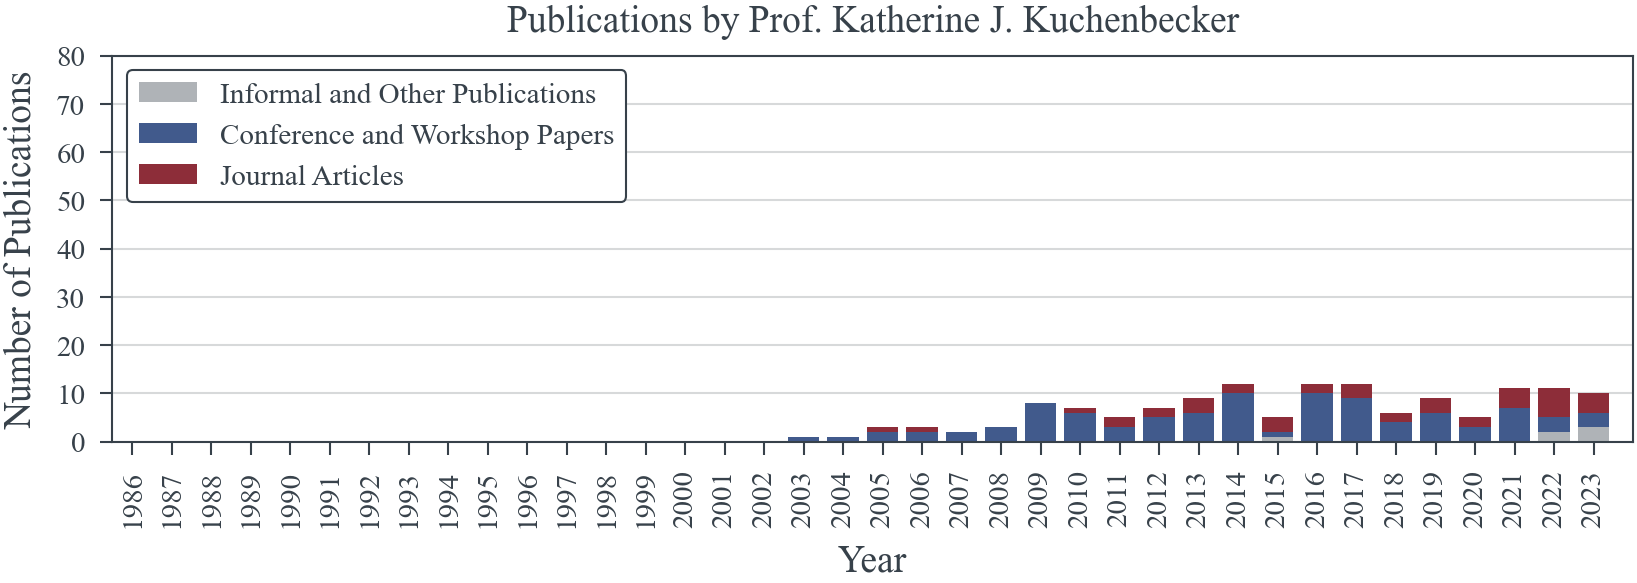 Publications by Prof. Katherine J. Kuchenbecker
Number of Publications
80
70
60
50
40
30
20
10
0
Informal and Other Publications
Conference and Workshop Papers
Journal Articles
1986 1987 1988 1989 1990 1991 1992 1993 1994 1995 1996 1997 1998 1999 2000 2001 2002 2003 2004 2005 2006 2007 2008 2009 2010 2011 2012 2013 2014 2015 2016 2017 2018 2019 2020 2021 2022 2023
Year